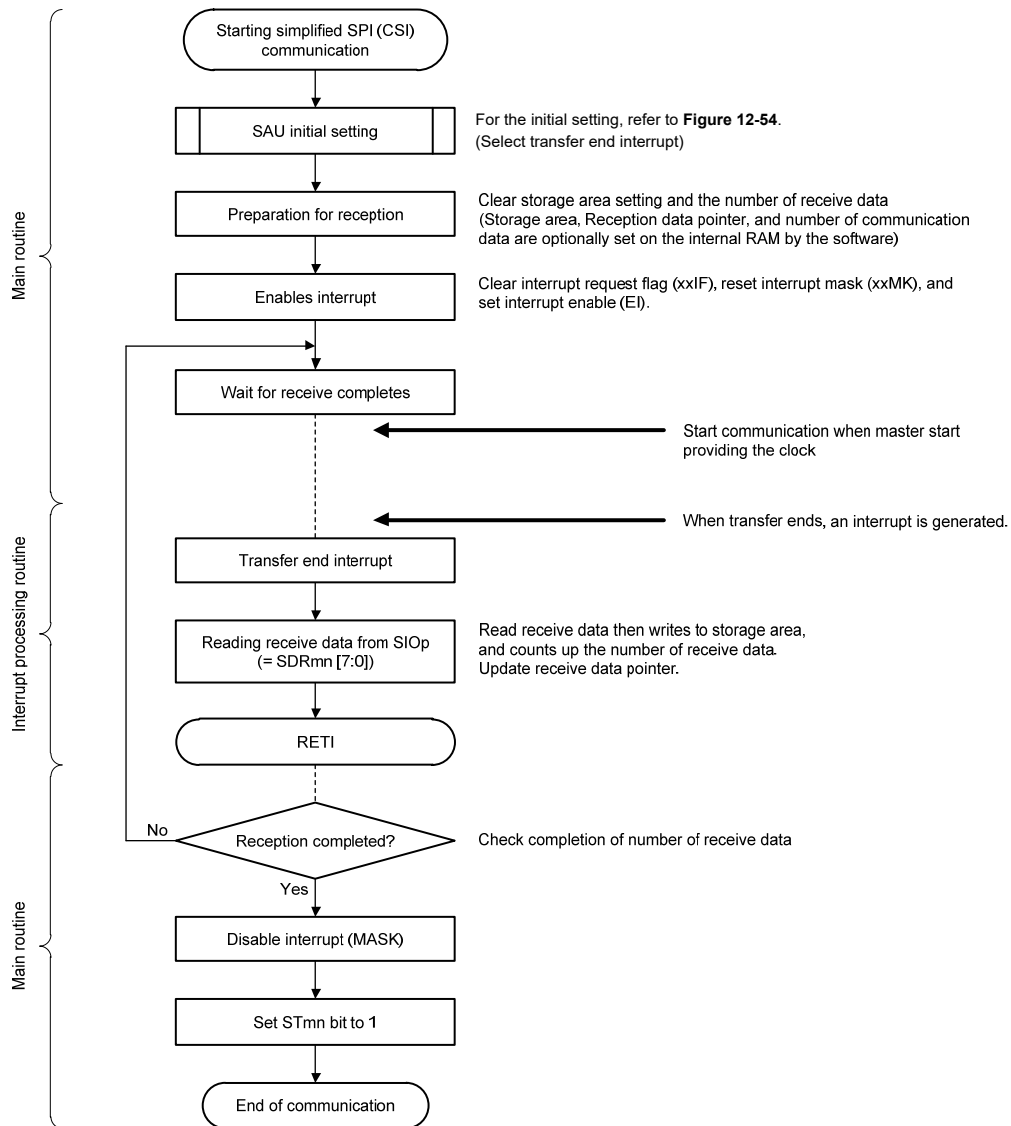 Starting simplified SPI (CSI)
communication
SAU initial setting
For the initial setting, refer to Figure 12-54.
(Select transfer end interrupt)
Preparation for reception
Clear storage area setting and the number of receive data
(Storage area, Reception data pointer, and number of communication
data are optionally set on the internal RAM by the software)
Main routine
Enables interrupt
Clear interrupt request flag (xxIF), reset interrupt mask (xxMK), and
set interrupt enable (EI).
Wait for receive completes
Start communication when master start
providing the clock
When transfer ends, an interrupt is generated.
Transfer end interrupt
Interrupt processing routine
Reading receive data from SIOp
(= SDRmn [7:0])
Read receive data then writes to storage area,
and counts up the number of receive data.
Update receive data pointer.
RETI
No
Reception completed?
Check completion of number of receive data
Yes
Main routine
Disable interrupt (MASK)
Set STmn bit to 1
End of communication